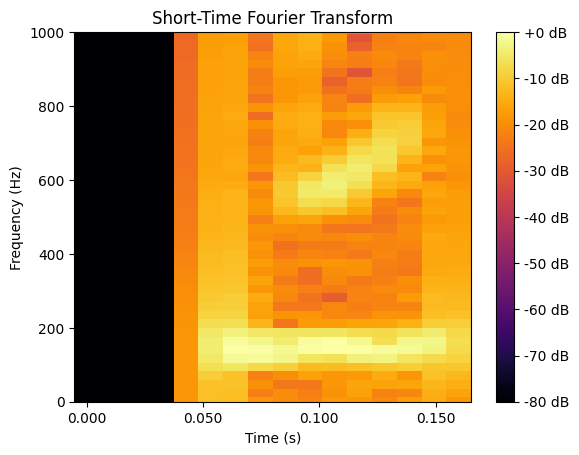 Short-Time Fourier Transform
Frequency (Hz)
1000
800
600
400
200
0
0.000
0.050
0.100
0.150
Time (s)
+0 dB
-10 dB
-20 dB
-30 dB
-40 dB
-50 dB
-60 dB
-70 dB
-80 dB